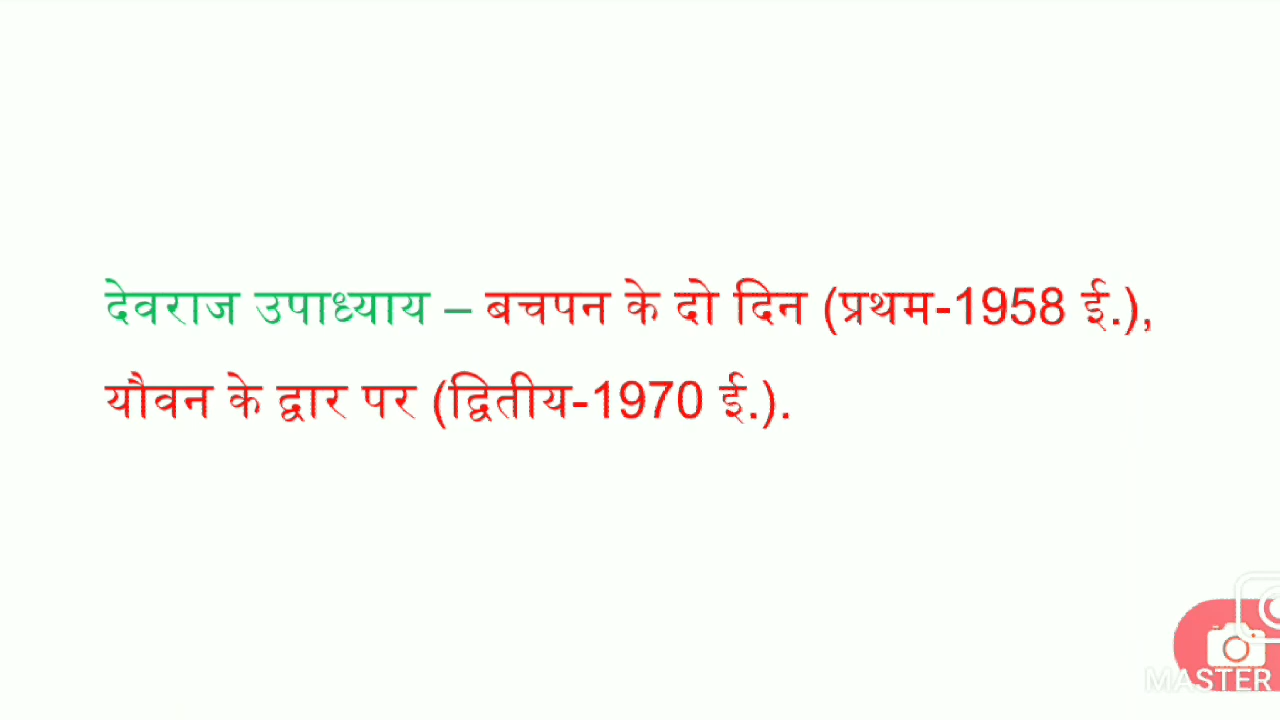 देवराज उपाध्याय – बचपन के दो दिन (प्रथम-1958 ई.),
यौवन के द्वार पर (द्वितीय-1970 ई.).
MASTER